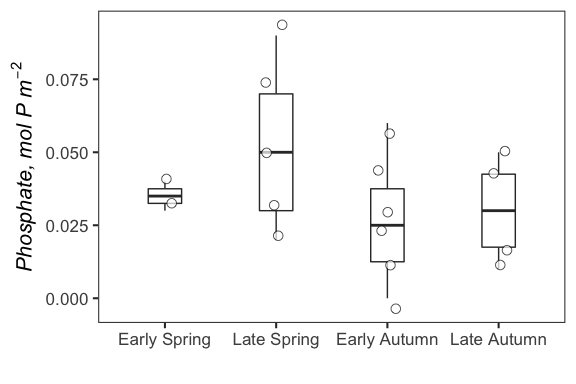 Phosphate, mol P m⁻²
0.075
0.050
0.025
0.000
Early Spring Late Spring Early Autumn Late Autumn